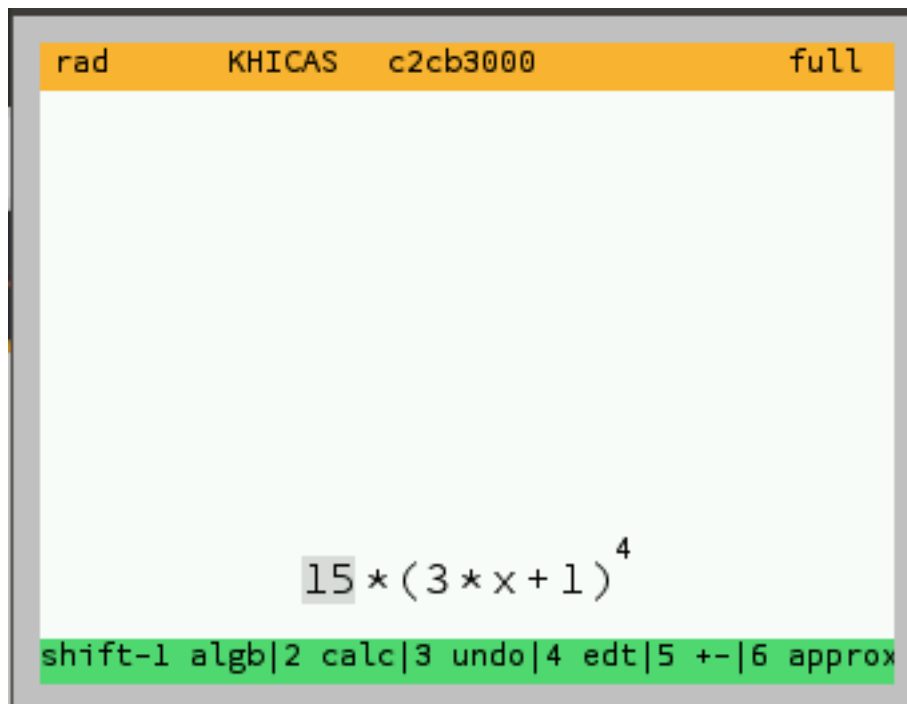 rad KHICAS c2cb3000 full
15*(3*x+1)^4
shift-1 algb|2 calc|3 undo|4 edt|5 +-|6 approx